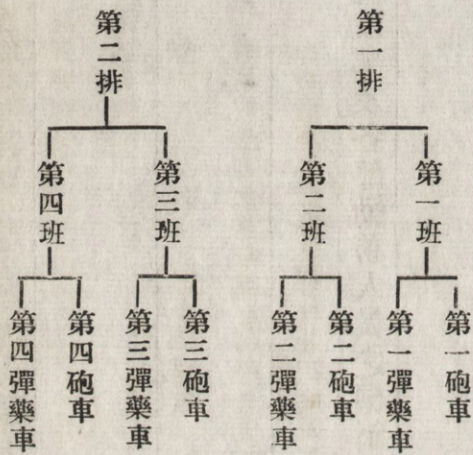 第一排
第二排
第一班
第二班
第三班
第四班
第一砲車
第一彈藥車
第二砲車
第二彈藥車
第三砲車
第三彈藥車
第四砲車
第四彈藥車